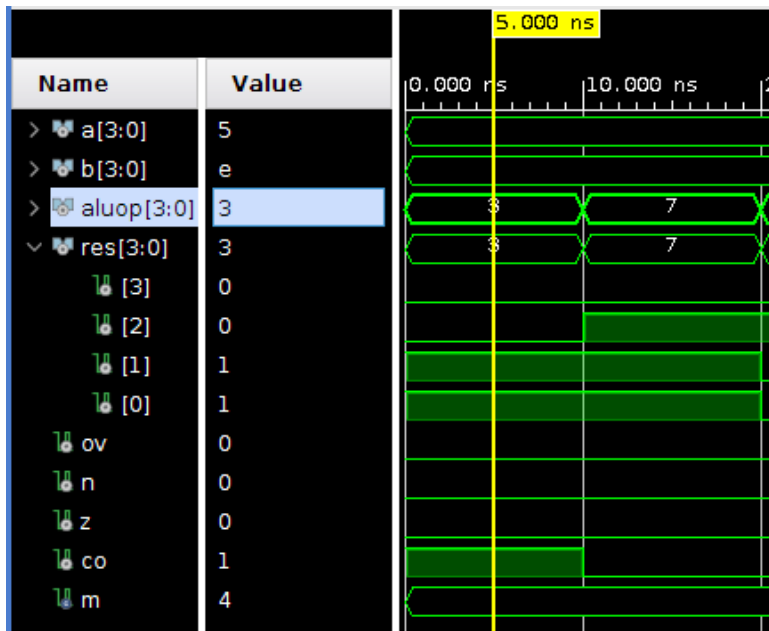 5.000 ns
Name Value 0.000 ns 10.000 ns
a[3:0] 5
b[3:0] e
aluop[3:0] 3 3 7
res[3:0] 3 3 7
[3] 0
[2] 0
[1] 1
[0] 1
ov 0
n 0
z 0
co 1
m 4